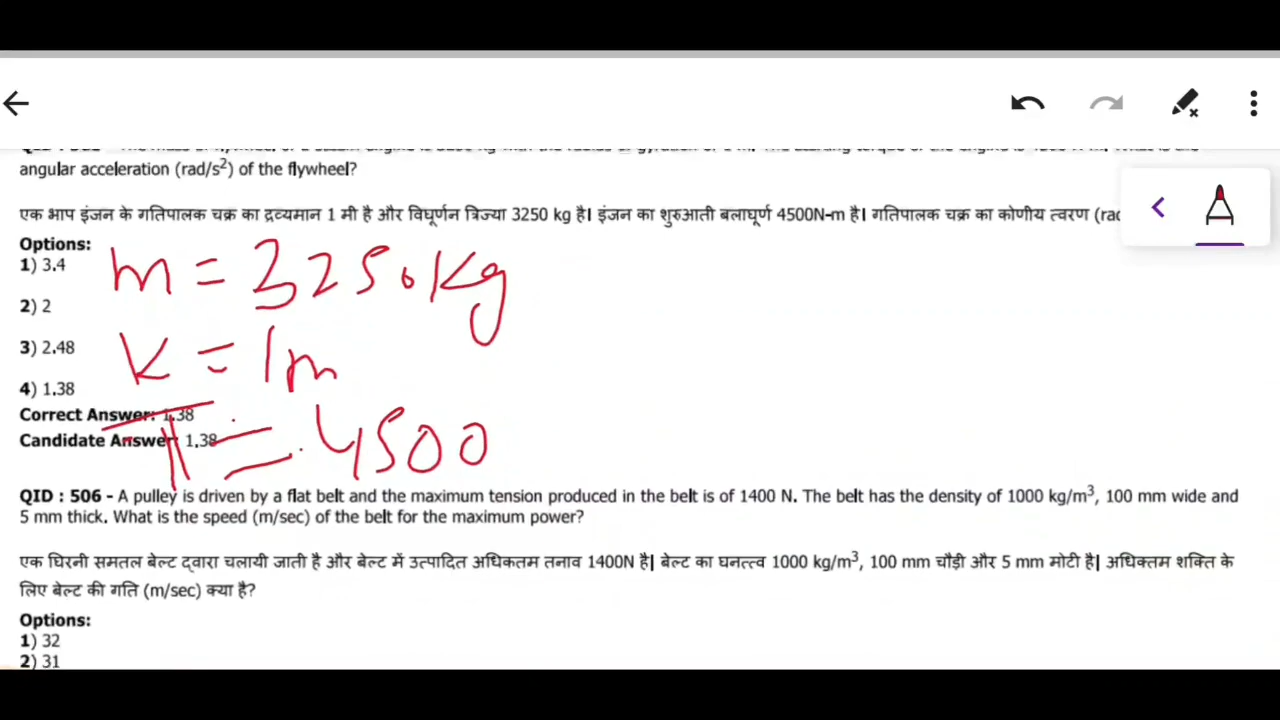 angular acceleration (rad/s²) of the flywheel?
एक भाप इंजन के गतिपालक चक्र का द्रव्यमान 1 मी है और विघूर्णन त्रिज्या 3250 kg है। इंजन का शुरुआती बलाघूर्ण 4500N-m है। गतिपालक चक्र का कोणीय त्वरण (rad
Options:
1) 3.4
m = 3250 kg
2) 2
3) 2.48
k = 1m
4) 1.38
Correct Answer: 1.38
Candidate Answer: 1.38
T = 4500
QID : 506 - A pulley is driven by a flat belt and the maximum tension produced in the belt is of 1400 N. The belt has the density of 1000 kg/m³, 100 mm wide and
5 mm thick. What is the speed (m/sec) of the belt for the maximum power?
एक घिरनी समतल बेल्ट द्वारा चलायी जाती है और बेल्ट में उत्पादित अधिकतम तनाव 1400N है| बेल्ट का घनत्त्व 1000 kg/m³, 100 mm चौड़ी और 5 mm मोटी है| अधिक्तम शक्ति के
लिए बेल्ट की गति (m/sec) क्या है?
Options:
1) 32
2) 31